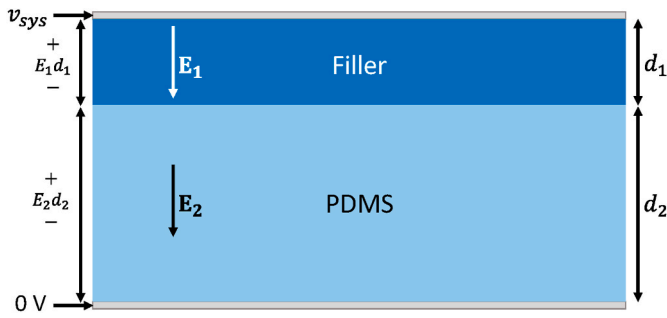 v_sys
+
E₁d₁
−
E₁
Filler
d₁
+
E₂d₂
−
E₂
PDMS
d₂
0 V